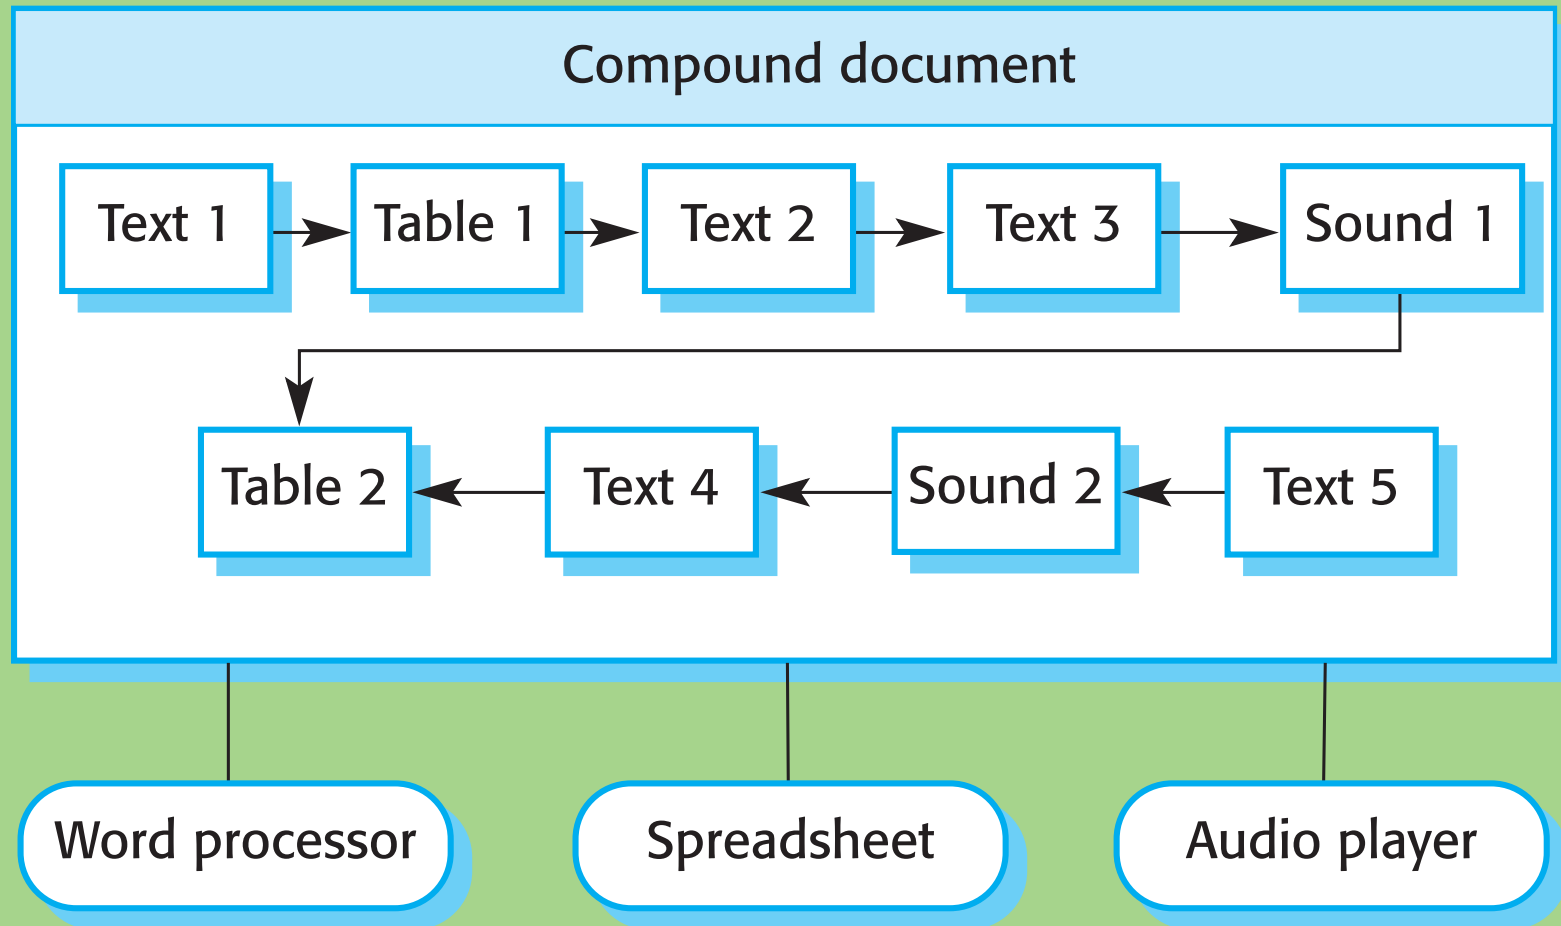 Compound document
Text 1
Table 1
Text 2
Text 3
Sound 1
Table 2
Text 4
Sound 2
Text 5
Word processor
Spreadsheet
Audio player